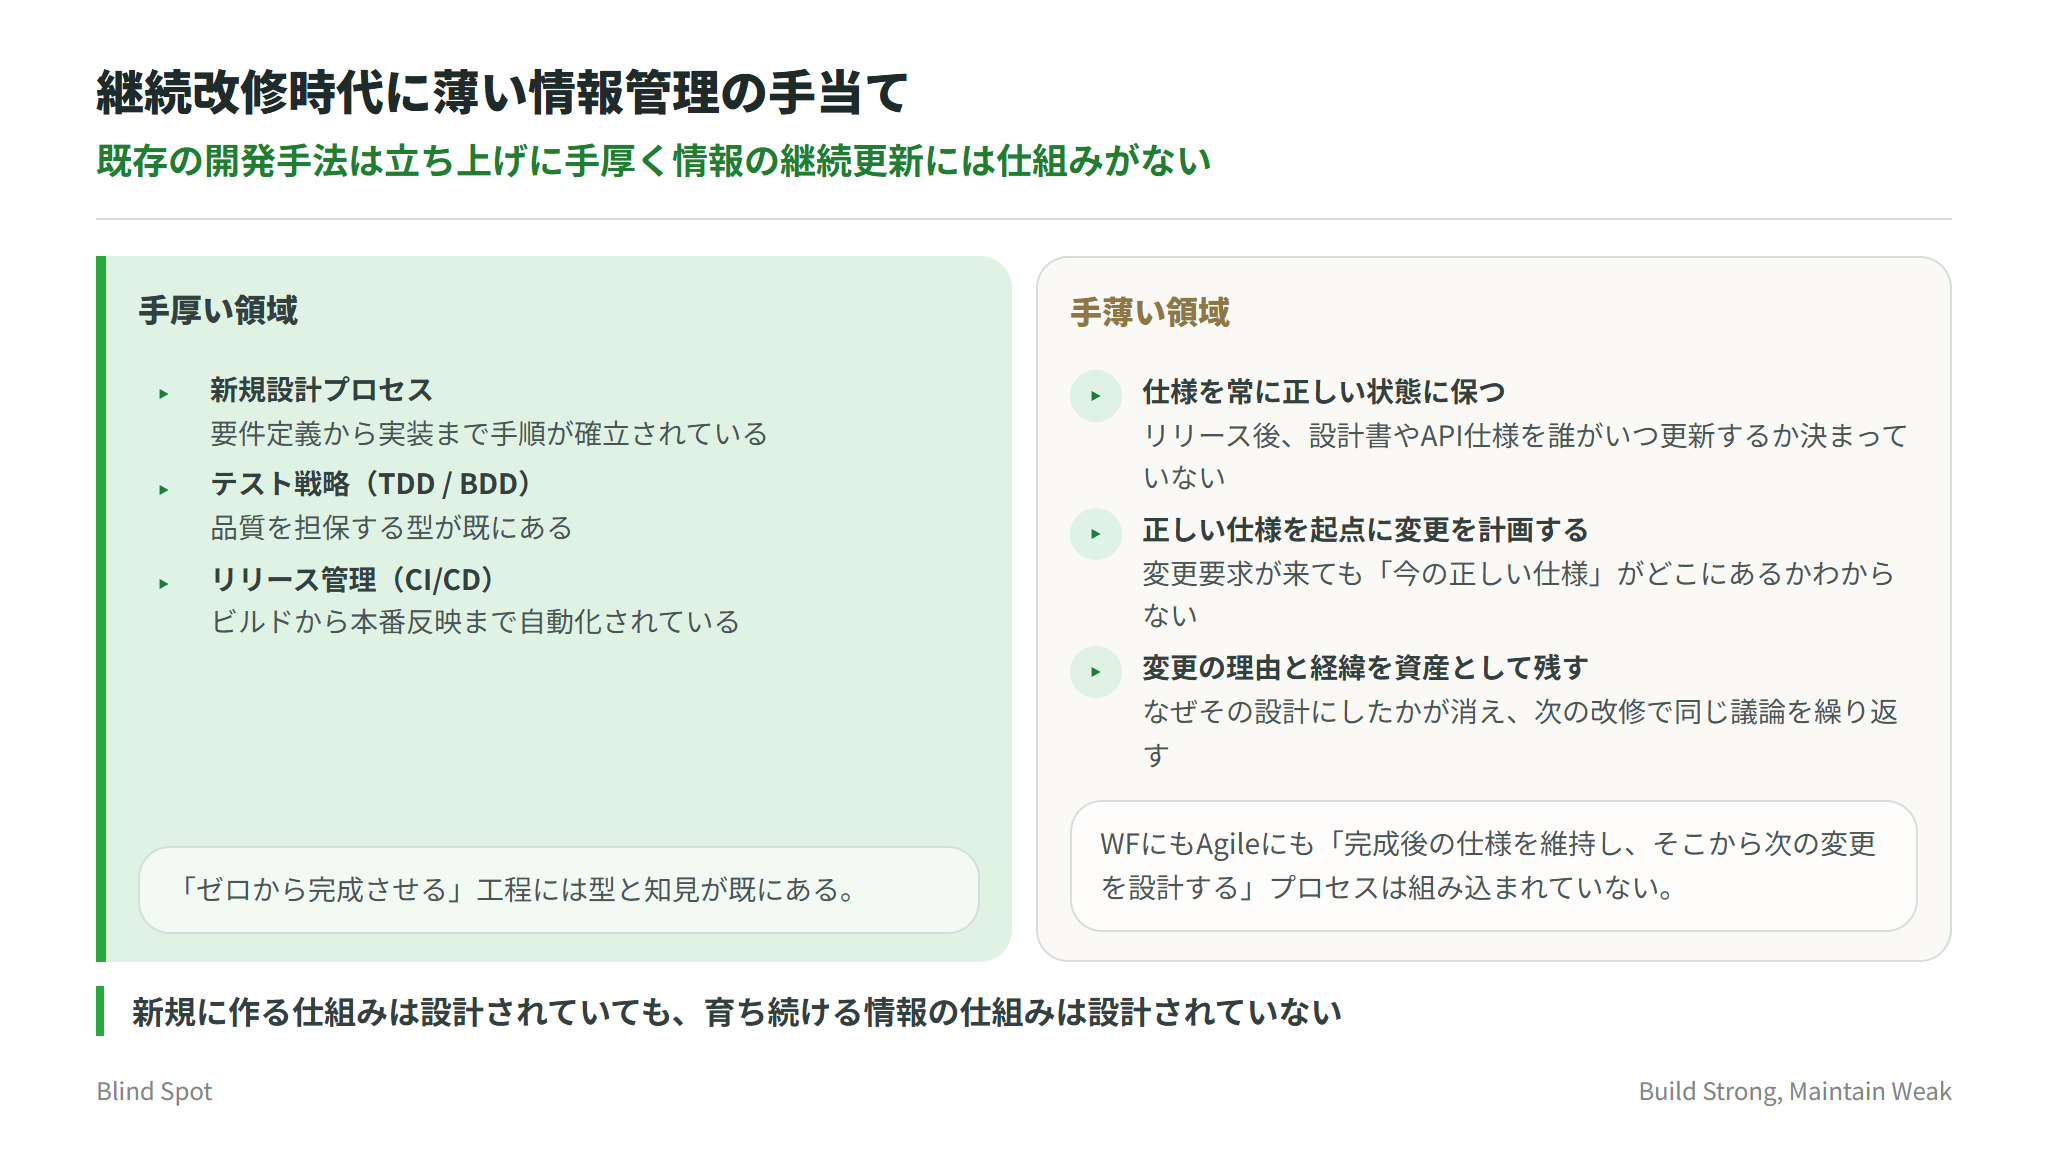 継続改修時代に薄い情報管理の手当て
既存の開発手法は立ち上げに手厚く情報の継続更新には仕組みがない
手厚い領域
新規設計プロセス
要件定義から実装まで手順が確立されている
テスト戦略（TDD / BDD）
品質を担保する型が既にある
リリース管理（CI/CD）
ビルドから本番反映まで自動化されている
「ゼロから完成させる」工程には型と知見が既にある。
手薄い領域
仕様を常に正しい状態に保つ
リリース後、設計書やAPI仕様を誰がいつ更新するか決まって
いない
正しい仕様を起点に変更を計画する
変更要求が来ても「今の正しい仕様」がどこにあるかわから
ない
変更の理由と経緯を資産として残す
なぜその設計にしたかが消え、次の改修で同じ議論を繰り返
す
WFにもAgileにも「完成後の仕様を維持し、そこから次の変更
を設計する」プロセスは組み込まれていない。
新規に作る仕組みは設計されていても、育ち続ける情報の仕組みは設計されていない
Blind Spot
Build Strong, Maintain Weak